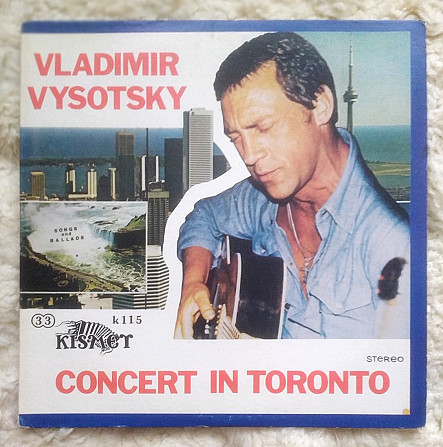 VLADIMIR
VYSOTSKY
SONGS
and
BALLADS
33
k115
KISMET
STEREO
CONCERT IN TORONTO